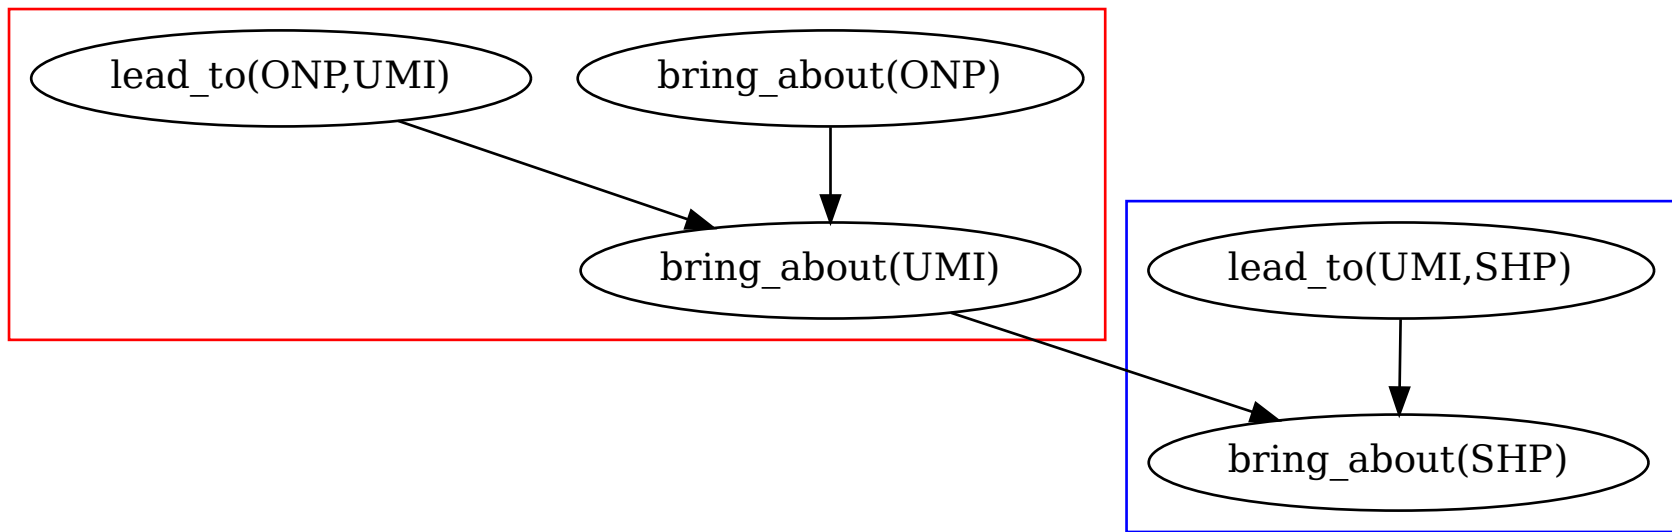 lead_to(ONP,UMI)
bring_about(ONP)
bring_about(UMI)
lead_to(UMI,SHP)
bring_about(SHP)